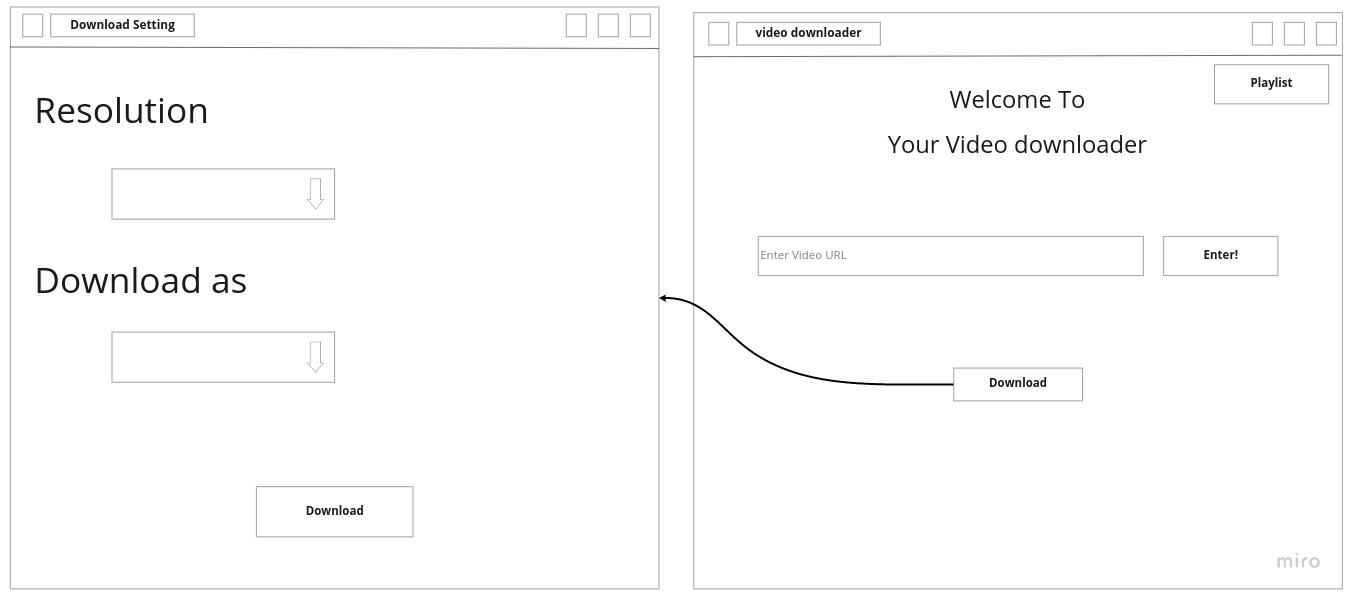 Download Setting
Resolution
Download as
Download
video downloader
Playlist
Welcome To
Your Video downloader
Enter Video URL
Enter!
Download
miro